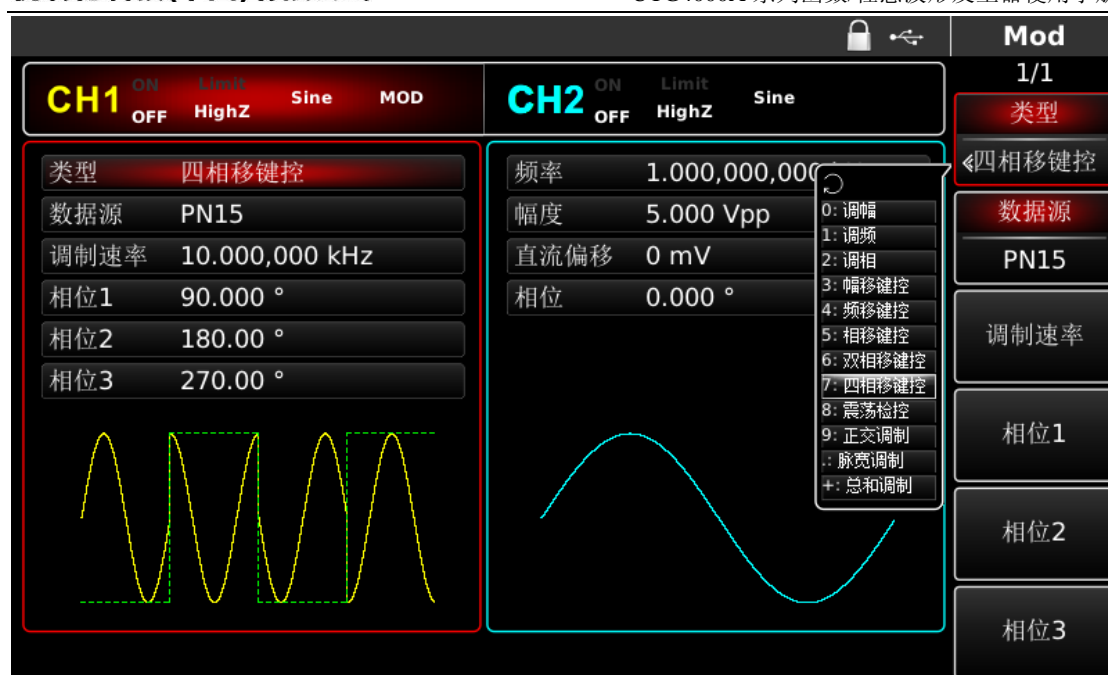 Mod
1/1
CH1 ON OFF Limit HighZ Sine MOD
CH2 ON OFF Limit HighZ Sine
类型 四相移键控
数据源 PN15
调制速率 10.000,000 kHz
相位1 90.000 °
相位2 180.00 °
相位3 270.00 °
频率 1.000,000,000
幅度 5.000 Vpp
直流偏移 0 mV
相位 0.000 °
0: 调幅
1: 调频
2: 调相
3: 幅移键控
4: 频移键控
5: 相移键控
6: 双相移键控
7: 四相移键控
8: 震荡检控
9: 正交调制
.: 脉宽调制
+: 总和调制
类型
«四相移键控
数据源
PN15
调制速率
相位1
相位2
相位3